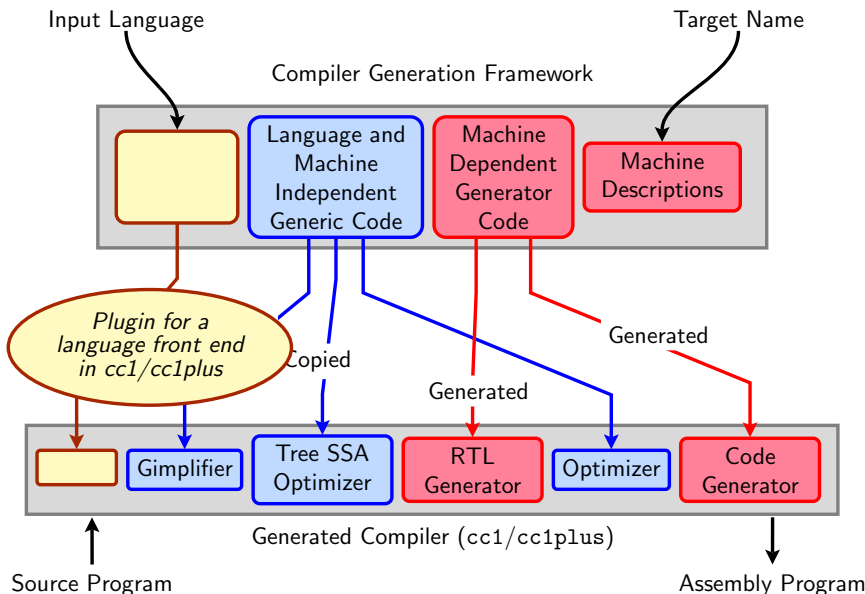 Input Language
Target Name
Compiler Generation Framework
Language and
Machine
Independent
Generic Code
Machine
Dependent
Generator
Code
Machine
Descriptions
Plugin for a
language front end
in cc1/cc1plus
Copied
Generated
Generated
Gimplifier
Tree SSA
Optimizer
RTL
Generator
Optimizer
Code
Generator
Generated Compiler (cc1/cc1plus)
Source Program
Assembly Program